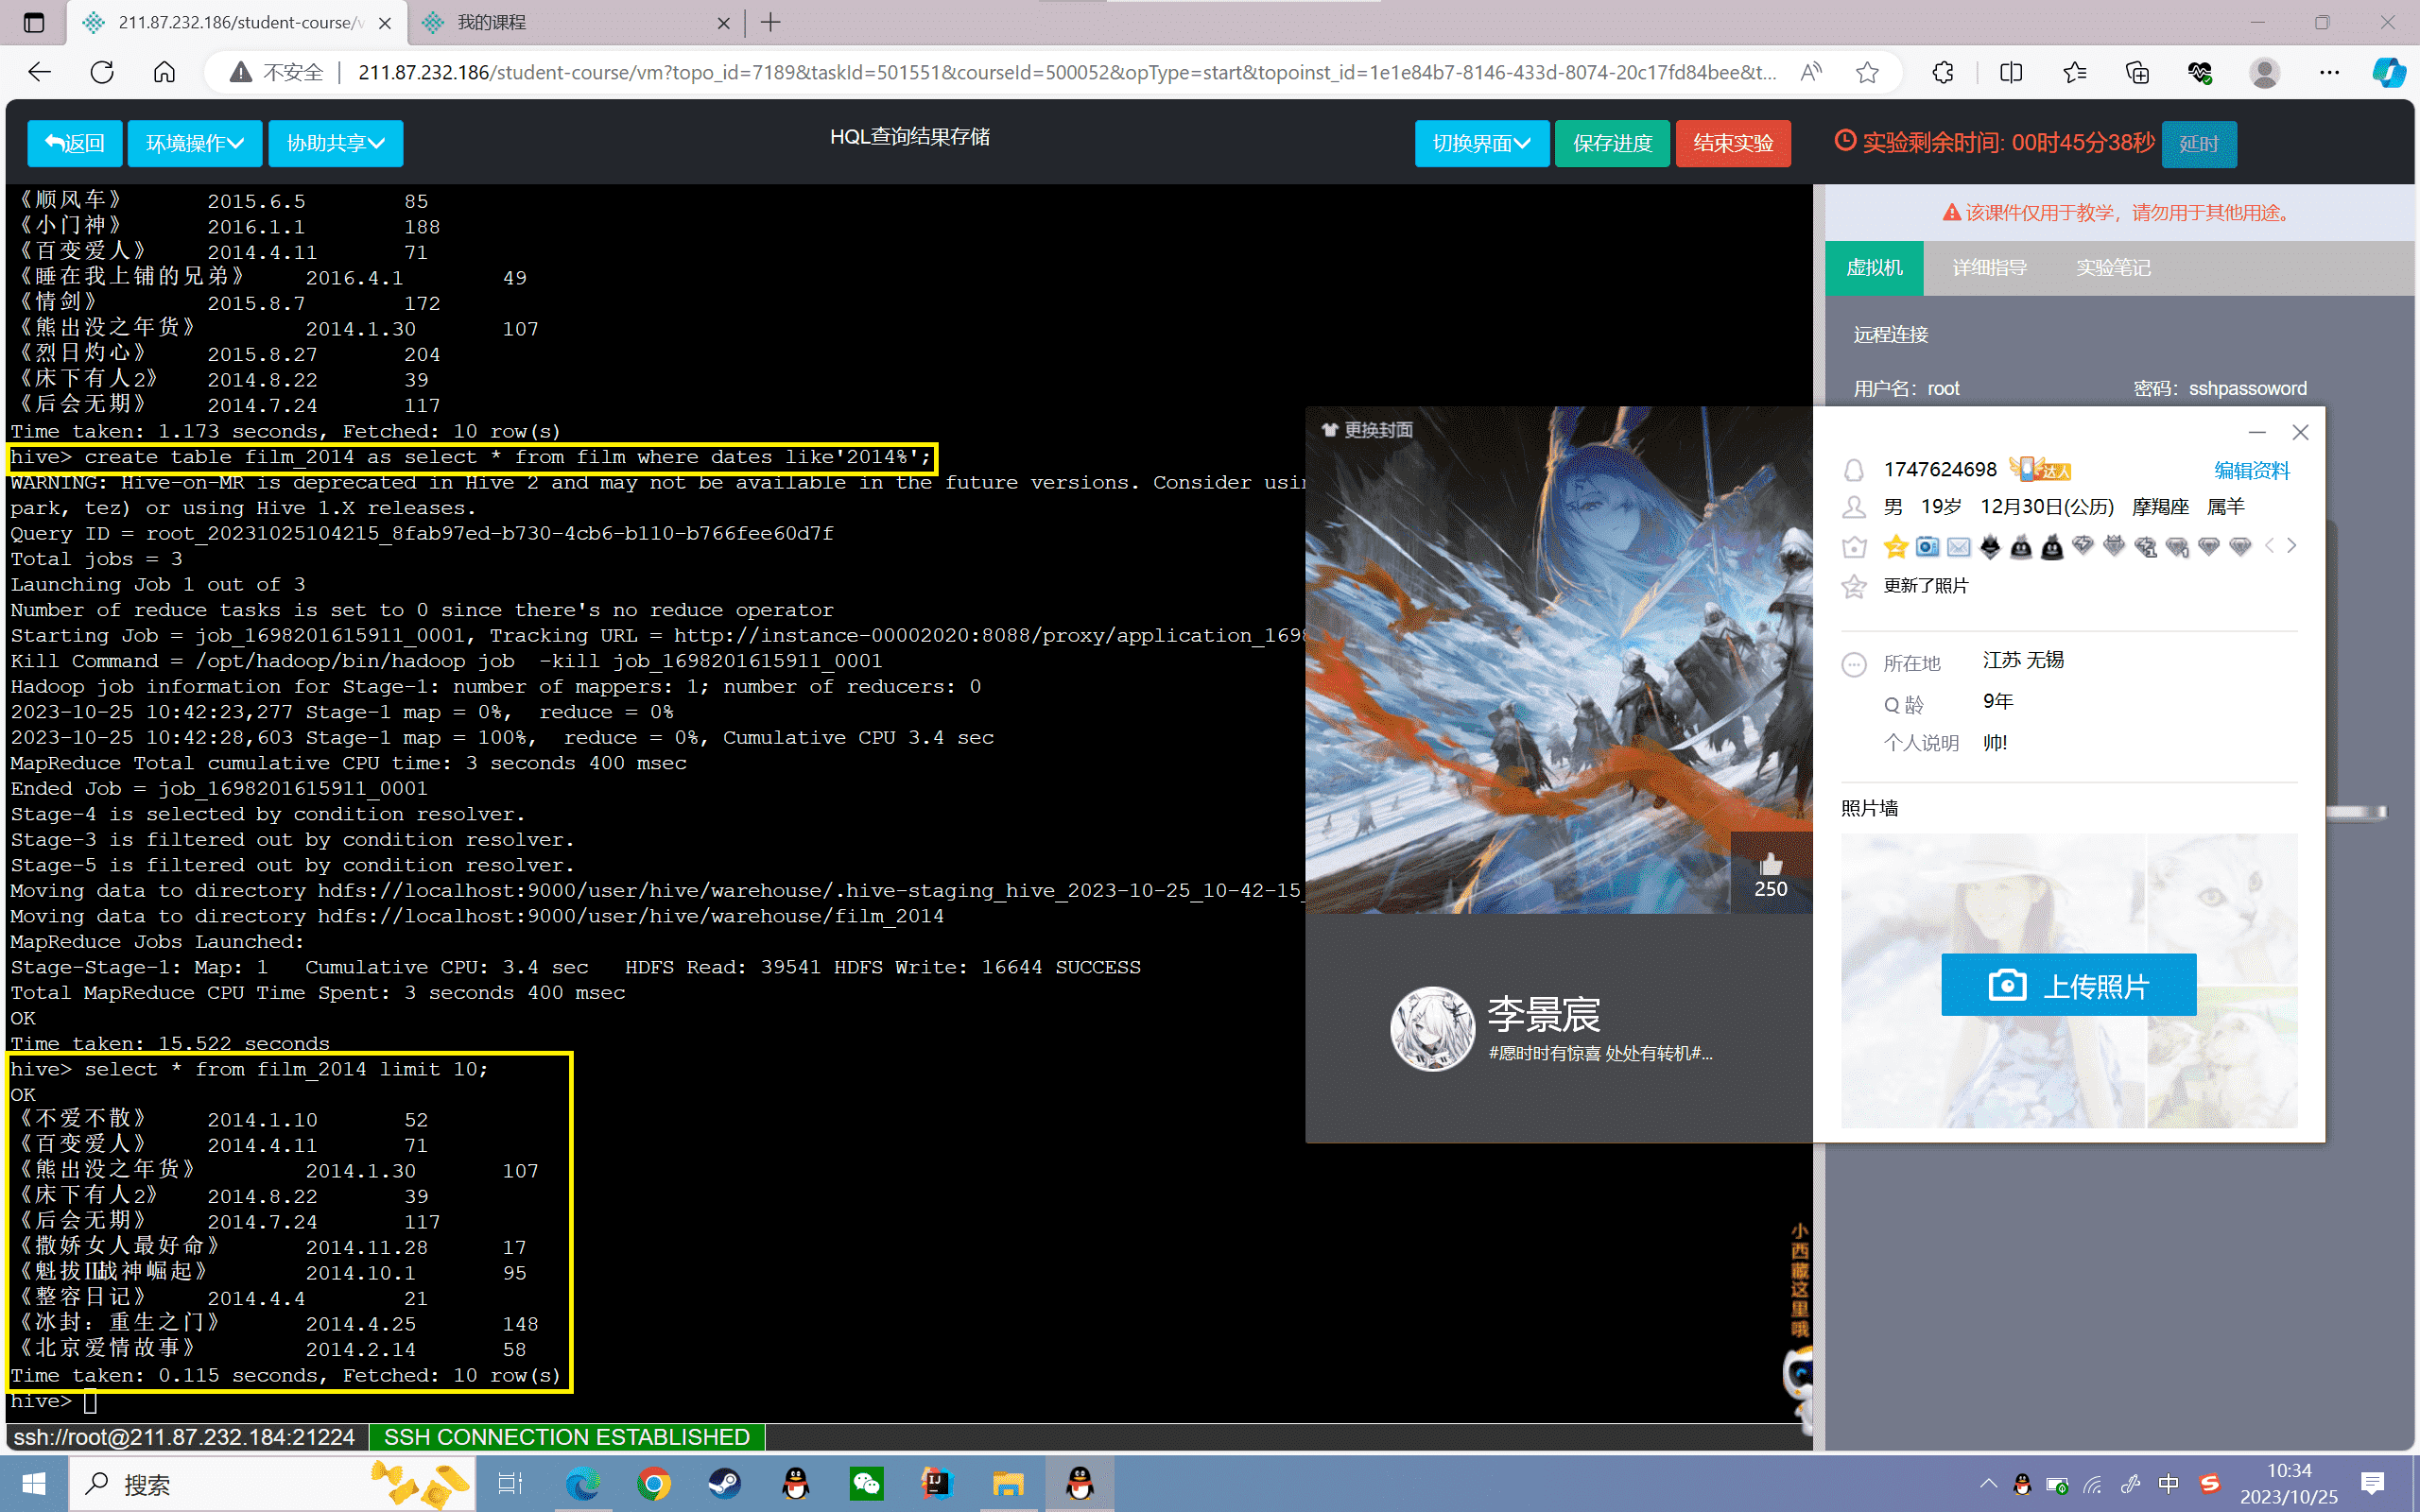 211.87.232.186/student-course/v
我的课程
不安全 211.87.232.186/student-course/vm?topo_id=7189&taskId=501551&courseId=500052&opType=start&topoinst_id=1e1e84b7-8146-433d-8074-20c17fd84bee&t...
返回 环境操作 协助共享 HQL查询结果存储 切换界面 保存进度 结束实验 实验剩余时间: 00时45分38秒 延时
《顺风车》 2015.6.5 85
《小门神》 2016.1.1 188
《百变爱人》 2014.4.11 71
《睡在我上铺的兄弟》 2016.4.1 49
《情剑》 2015.8.7 172
《熊出没之年货》 2014.1.30 107
《烈日灼心》 2015.8.27 204
《床下有人2》 2014.8.22 39
《后会无期》 2014.7.24 117
Time taken: 1.173 seconds, Fetched: 10 row(s)
hive> create table film_2014 as select * from film where dates like'2014%';
WARNING: Hive-on-MR is deprecated in Hive 2 and may not be available in the future versions. Consider usi
park, tez) or using Hive 1.X releases.
Query ID = root_20231025104215_8fab97ed-b730-4cb6-b110-b766fee60d7f
Total jobs = 3
Launching Job 1 out of 3
Number of reduce tasks is set to 0 since there's no reduce operator
Starting Job = job_1698201615911_0001, Tracking URL = http://instance-00002020:8088/proxy/application_169
Kill Command = /opt/hadoop/bin/hadoop job  -kill job_1698201615911_0001
Hadoop job information for Stage-1: number of mappers: 1; number of reducers: 0
2023-10-25 10:42:23,277 Stage-1 map = 0%,  reduce = 0%
2023-10-25 10:42:28,603 Stage-1 map = 100%,  reduce = 0%, Cumulative CPU 3.4 sec
MapReduce Total cumulative CPU time: 3 seconds 400 msec
Ended Job = job_1698201615911_0001
Stage-4 is selected by condition resolver.
Stage-3 is filtered out by condition resolver.
Stage-5 is filtered out by condition resolver.
Moving data to directory hdfs://localhost:9000/user/hive/warehouse/.hive-staging_hive_2023-10-25_10-42-15_
Moving data to directory hdfs://localhost:9000/user/hive/warehouse/film_2014
MapReduce Jobs Launched:
Stage-Stage-1: Map: 1   Cumulative CPU: 3.4 sec   HDFS Read: 39541 HDFS Write: 16644 SUCCESS
Total MapReduce CPU Time Spent: 3 seconds 400 msec
OK
Time taken: 15.522 seconds
hive> select * from film_2014 limit 10;
OK
《不爱不散》 2014.1.10 52
《百变爱人》 2014.4.11 71
《熊出没之年货》 2014.1.30 107
《床下有人2》 2014.8.22 39
《后会无期》 2014.7.24 117
《撒娇女人最好命》 2014.11.28 17
《魁拔Ⅲ战神崛起》 2014.10.1 95
《整容日记》 2014.4.4 21
《冰封：重生之门》 2014.4.25 148
《北京爱情故事》 2014.2.14 58
Time taken: 0.115 seconds, Fetched: 10 row(s)
hive>
ssh://root@211.87.232.184:21224 SSH CONNECTION ESTABLISHED
该课件仅用于教学，请勿用于其他用途。
虚拟机 详细指导 实验笔记
远程连接
用户名：root 密码：sshpassoword
更换封面
250
李景宸
#愿时时有惊喜 处处有转机#...
1747624698 达人 编辑资料
男 19岁 12月30日(公历) 摩羯座 属羊
更新了照片
所在地 江苏 无锡
Q 龄 9年
个人说明 帅!
照片墙
上传照片
小西藏这里哦
搜索
中
10:34
2023/10/25